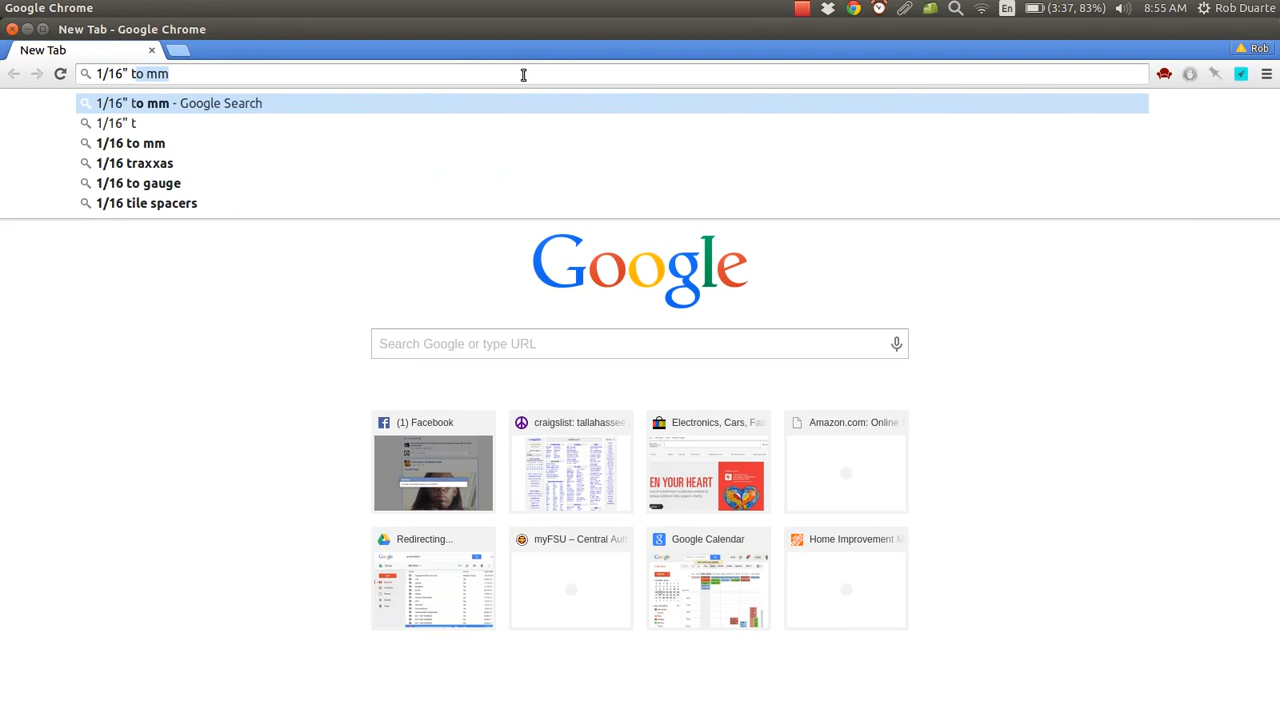 Google Chrome
En
(3:37, 83%)
8:55 AM
Rob Duarte
New Tab - Google Chrome
New Tab
Rob
1/16" to mm
1/16" to mm - Google Search
1/16" t
1/16 to mm
1/16 traxxas
1/16 to gauge
1/16 tile spacers
Google
Search Google or type URL
(1) Facebook
craigslist: tallahassee
Electronics, Cars, Fas
Amazon.com: Online
EN YOUR HEART
Redirecting...
myFSU – Central Aut
Google Calendar
Home Improvement M